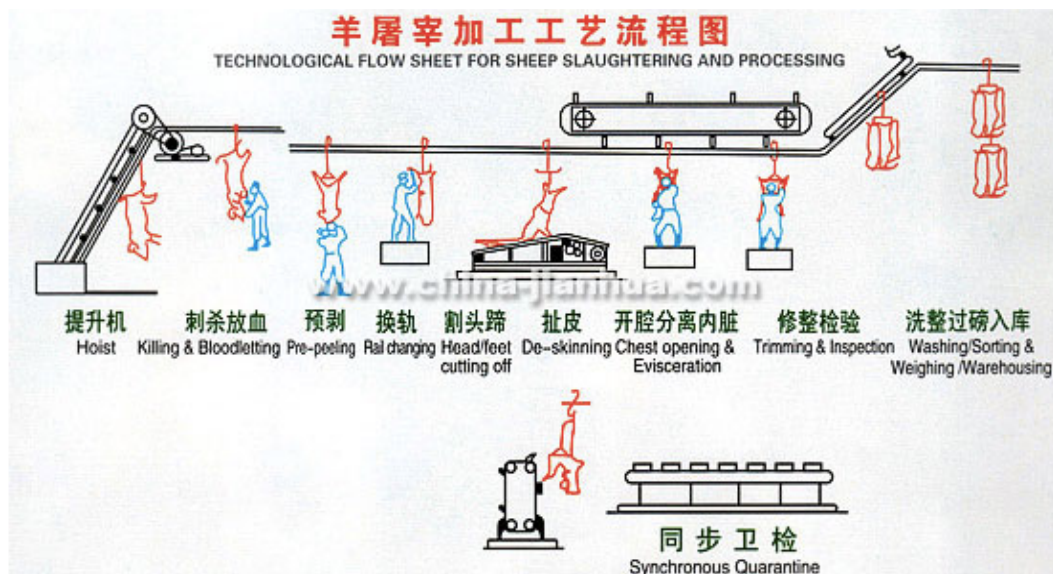 羊屠宰加工工艺流程图
TECHNOLOGICAL FLOW SHEET FOR SHEEP SLAUGHTERING AND PROCESSING
www.china-jianhua.com
提升机
Hoist
刺杀放血
Killing & Bloodletting
预剥
Pre-peeling
换轨
Rail changing
割头蹄
Head/feet
cutting off
扯皮
De-skinning
开腔分离内脏
Chest opening &
Evisceration
修整检验
Trimming & Inspection
洗整过磅入库
Washing/Sorting &
Weighing /Warehousing
同步卫检
Synchronous Quarantine